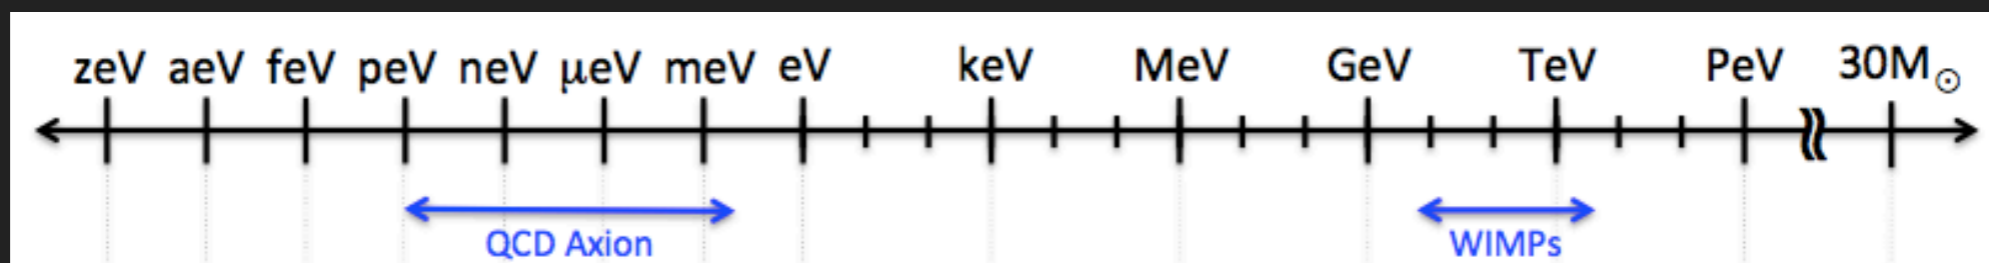 zeV aeV feV peV neV μeV meV eV keV MeV GeV TeV PeV 30M☉
QCD Axion WIMPs